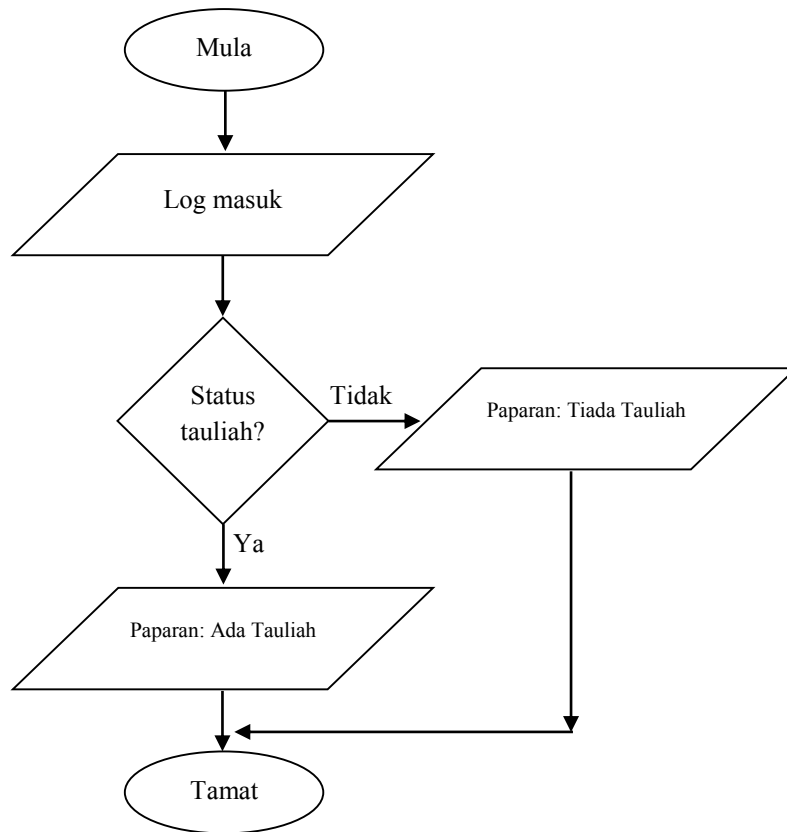 Mula
Log masuk
Status
tauliah?
Tidak
Paparan: Tiada Tauliah
Ya
Paparan: Ada Tauliah
Tamat